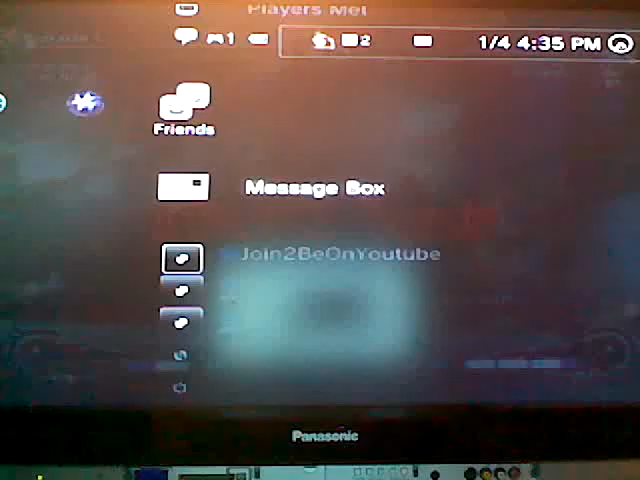 Players Met
1 2 1/4 4:35 PM
Friends
Message Box
Join2BeOnYoutube
Panasonic